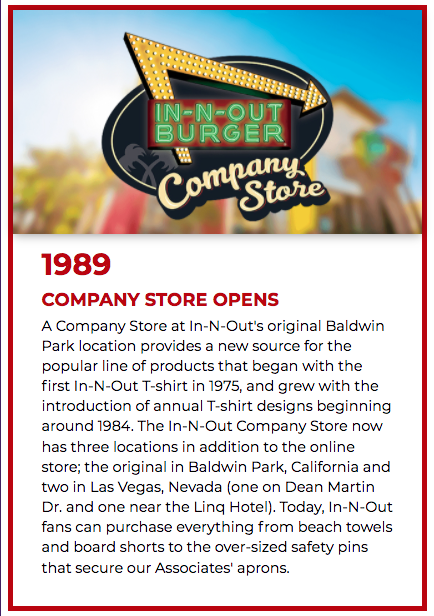 IN-N-OUT
BURGER
Company
Store
1989
COMPANY STORE OPENS
A Company Store at In-N-Out's original Baldwin
Park location provides a new source for the
popular line of products that began with the
first In-N-Out T-shirt in 1975, and grew with the
introduction of annual T-shirt designs beginning
around 1984. The In-N-Out Company Store now
has three locations in addition to the online
store; the original in Baldwin Park, California and
two in Las Vegas, Nevada (one on Dean Martin
Dr. and one near the Linq Hotel). Today, In-N-Out
fans can purchase everything from beach towels
and board shorts to the over-sized safety pins
that secure our Associates' aprons.